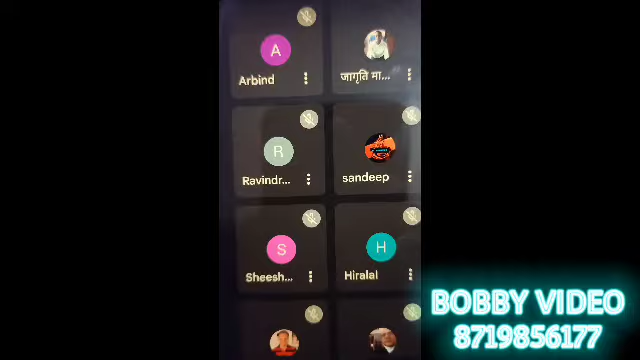 A
Arbind
जागृति मा...
R
Ravindr...
sandeep
S
Sheesh...
H
Hiralal
BOBBY VIDEO
8719856177